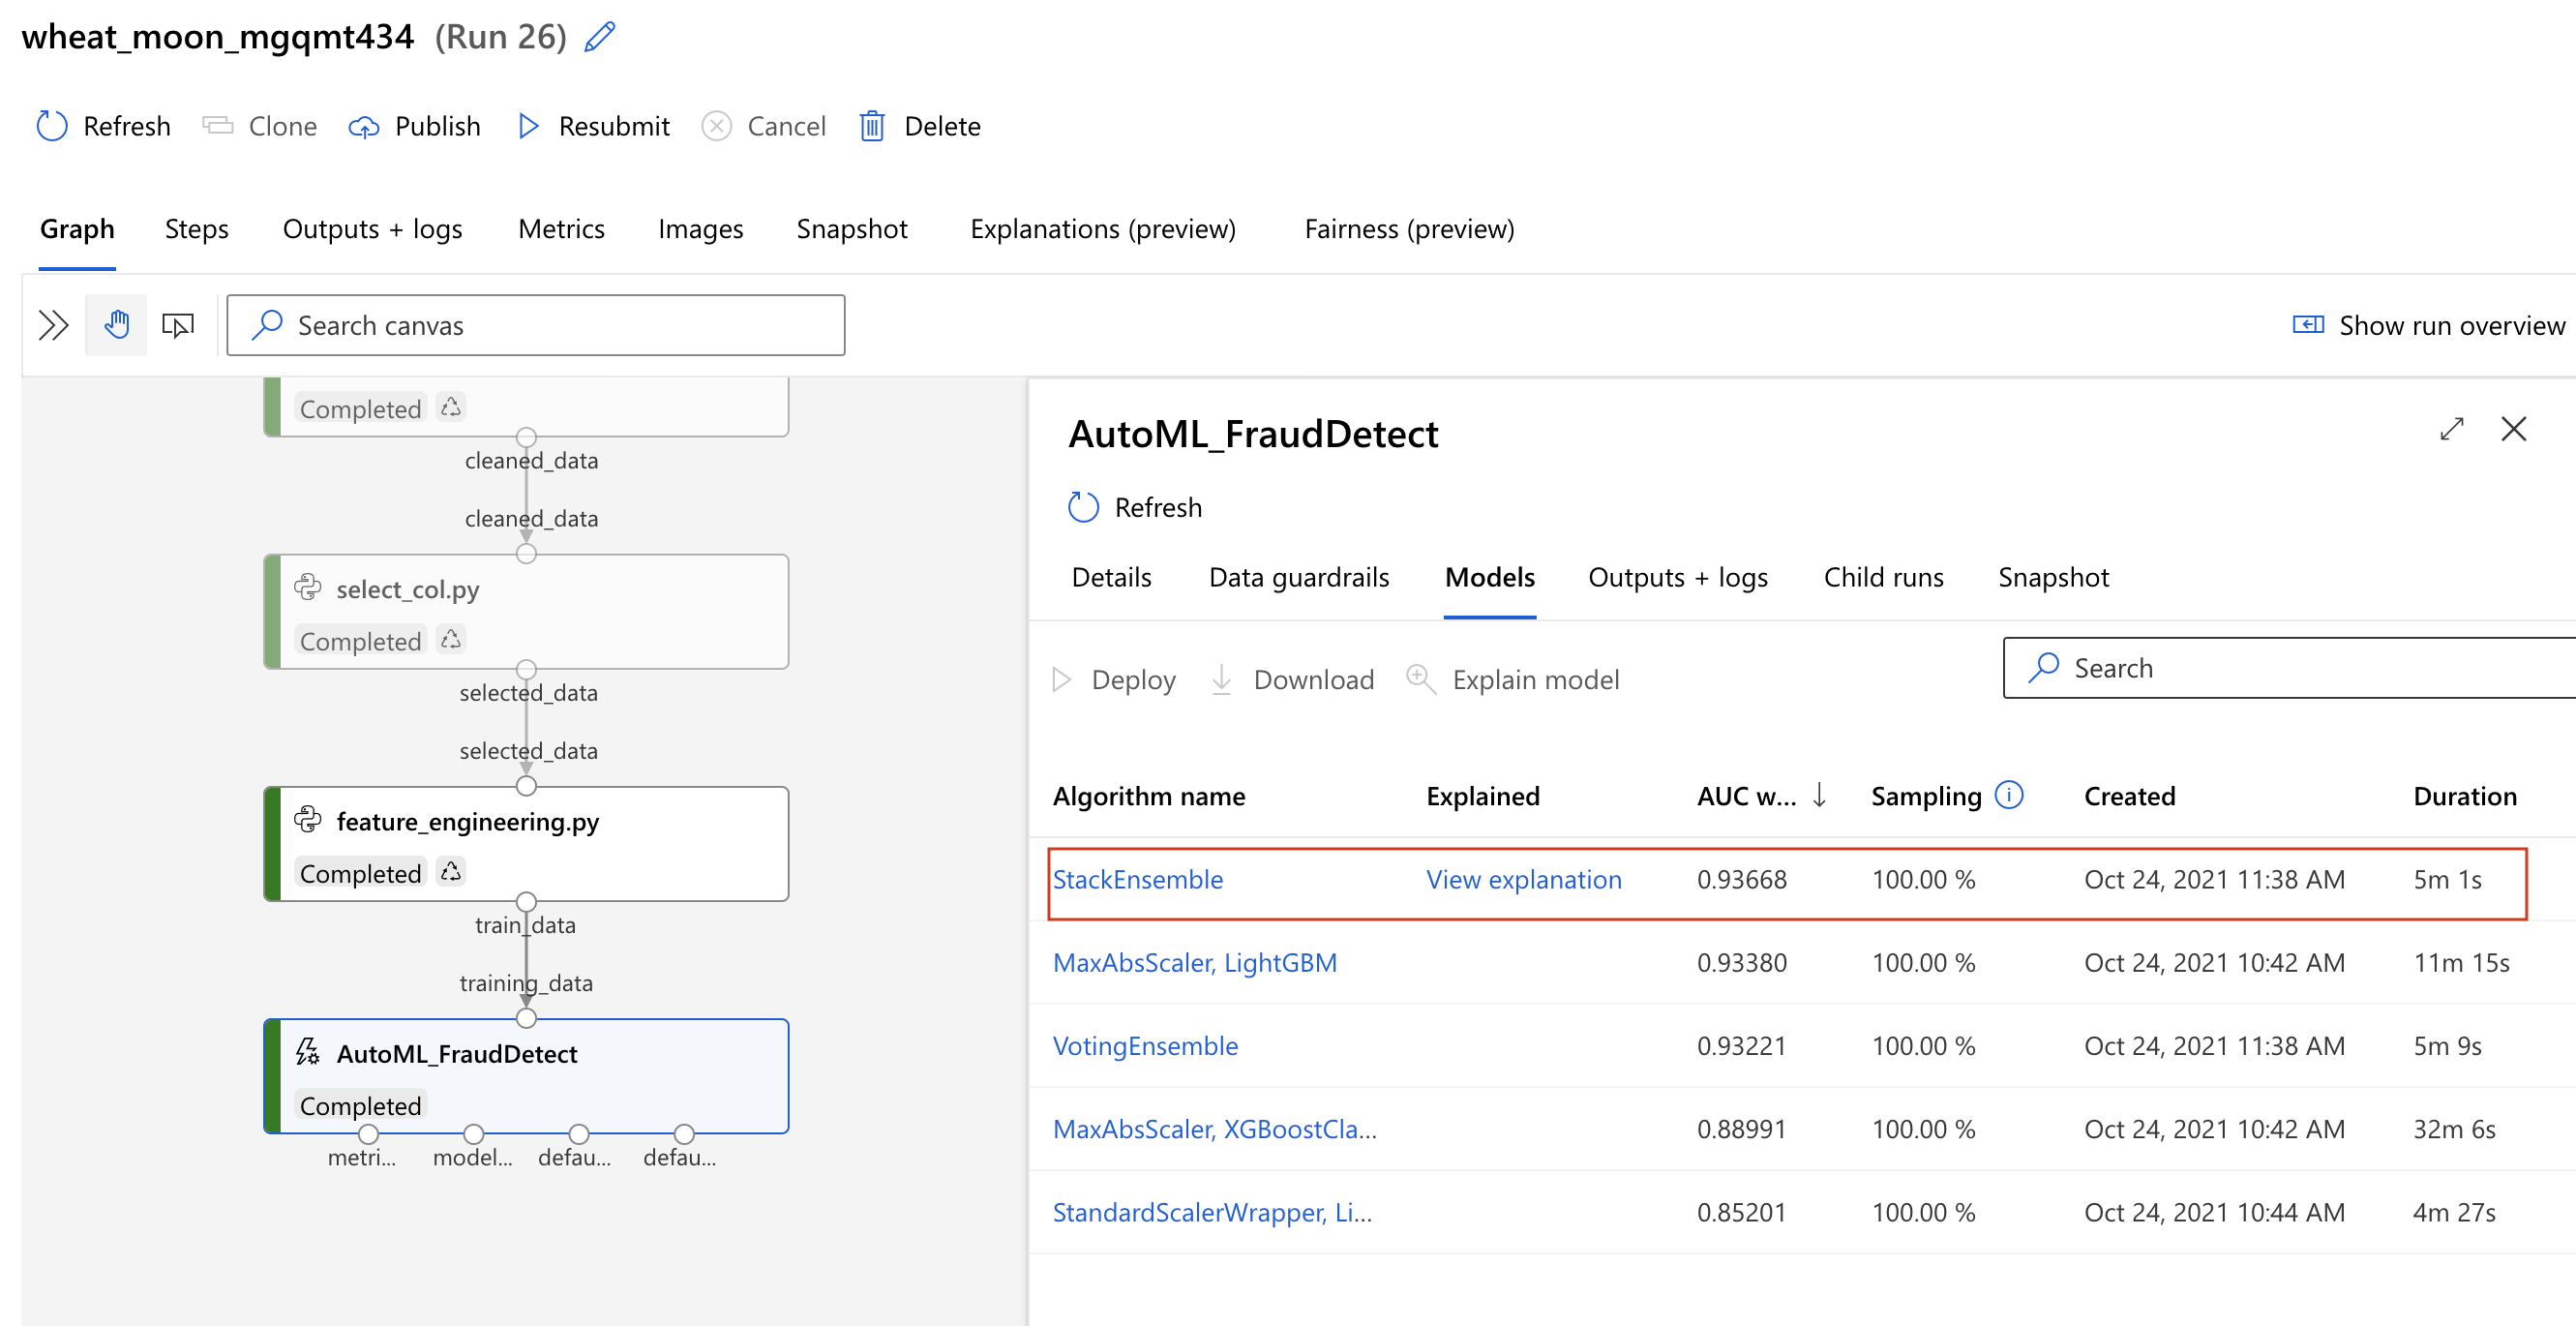 wheat_moon_mgqmt434 (Run 26)
Refresh Clone Publish Resubmit Cancel Delete
Graph Steps Outputs + logs Metrics Images Snapshot Explanations (preview) Fairness (preview)
Search canvas
Show run overview
Completed
cleaned_data
cleaned_data
select_col.py
Completed
selected_data
selected_data
feature_engineering.py
Completed
train_data
training_data
AutoML_FraudDetect
Completed
metri... model... defau... defau...
AutoML_FraudDetect
Refresh
Details Data guardrails Models Outputs + logs Child runs Snapshot
Deploy Download Explain model
Search
Algorithm name Explained AUC w... Sampling Created Duration
StackEnsemble View explanation 0.93668 100.00 % Oct 24, 2021 11:38 AM 5m 1s
MaxAbsScaler, LightGBM 0.93380 100.00 % Oct 24, 2021 10:42 AM 11m 15s
VotingEnsemble 0.93221 100.00 % Oct 24, 2021 11:38 AM 5m 9s
MaxAbsScaler, XGBoostCla... 0.88991 100.00 % Oct 24, 2021 10:42 AM 32m 6s
StandardScalerWrapper, Li... 0.85201 100.00 % Oct 24, 2021 10:44 AM 4m 27s